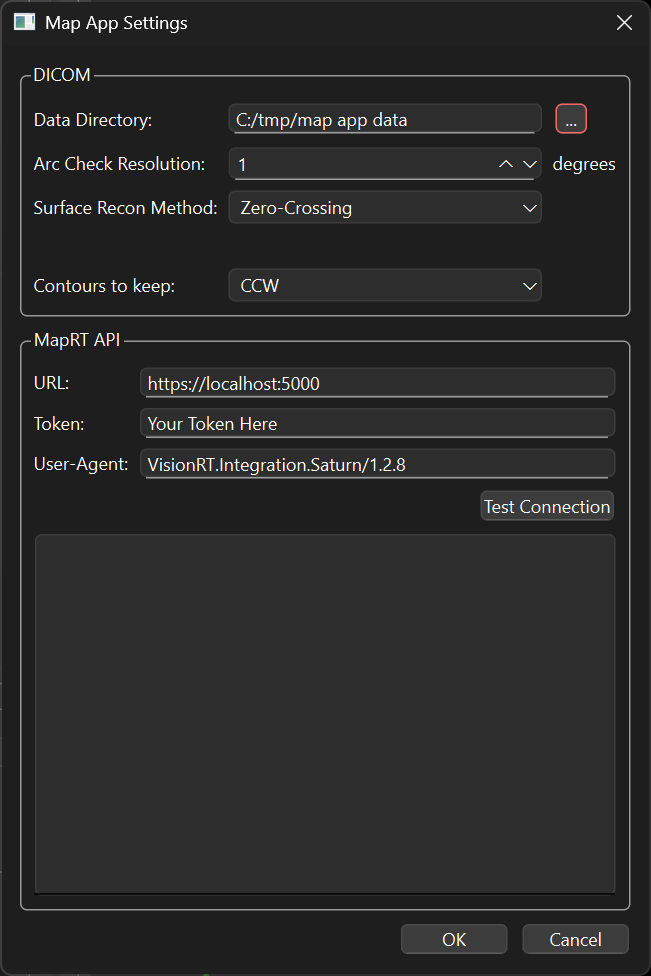 Map App Settings
DICOM
Data Directory: C:/tmp/map app data ...
Arc Check Resolution: 1 degrees
Surface Recon Method: Zero-Crossing
Contours to keep: CCW
MapRT API
URL: https://localhost:5000
Token: Your Token Here
User-Agent: VisionRT.Integration.Saturn/1.2.8
Test Connection
OK Cancel